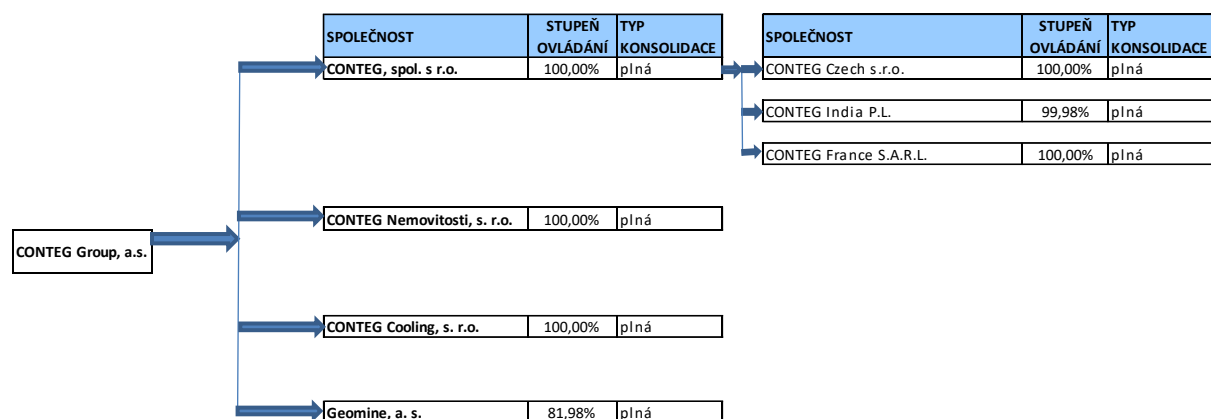 SPOLEČNOST STUPEŇ OVLÁDÁNÍ TYP KONSOLIDACE SPOLEČNOST STUPEŇ OVLÁDÁNÍ TYP KONSOLIDACE
CONTEG, spol. s r.o. 100,00% plná CONTEG Czech s.r.o. 100,00% plná
CONTEG India P.L. 99,98% plná
CONTEG France S.A.R.L. 100,00% plná
CONTEG Nemovitosti, s. r.o. 100,00% plná
CONTEG Group, a.s.
CONTEG Cooling, s. r.o. 100,00% plná
Geomine, a. s. 81,98% plná